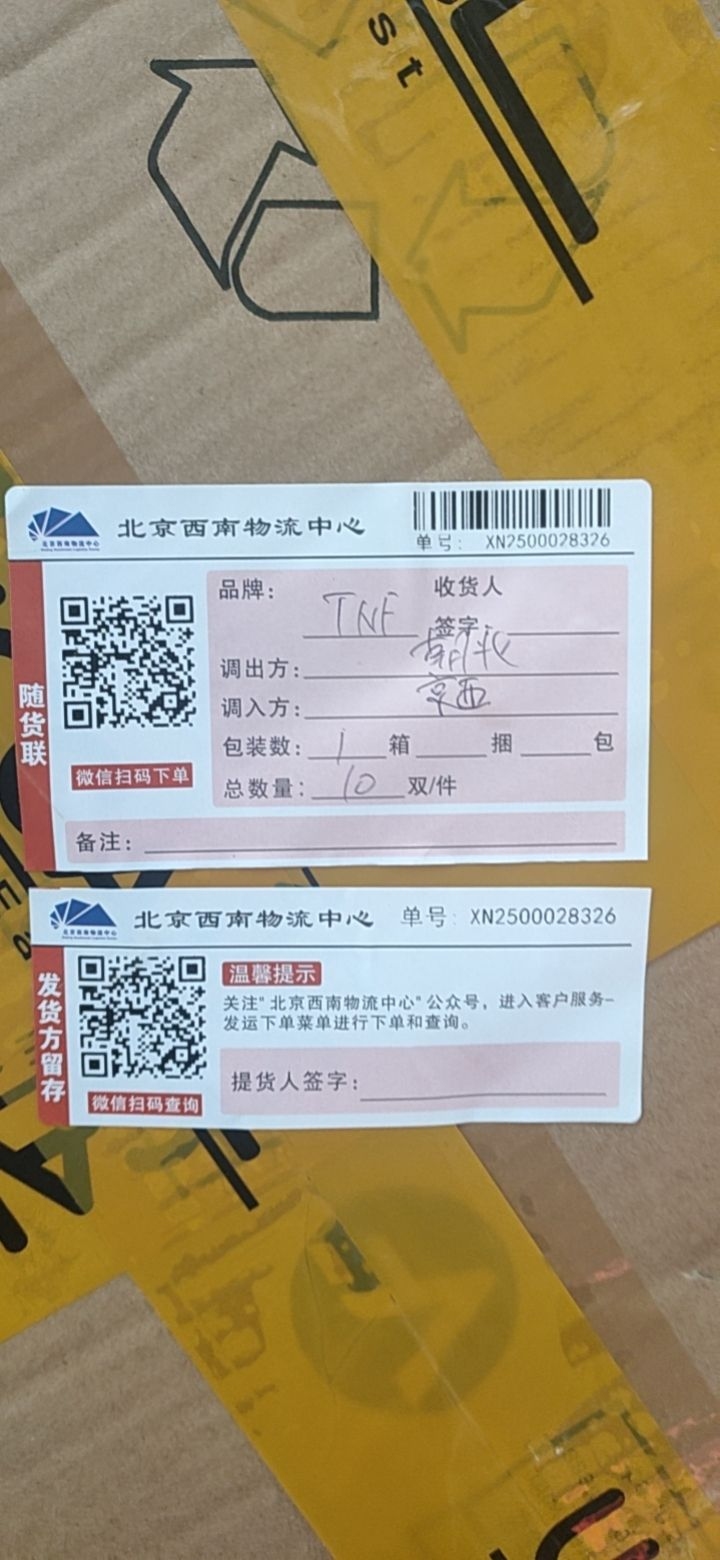 st
北京西南物流中心
单号: XN2500028326
随货联
微信扫码下单
品牌: TNF 收货人
签字:
调出方: 朝北
调入方: 京西
包装数: 1 箱 捆 包
总数量: 10 双/件
备注:
北京西南物流中心 单号: XN2500028326
发货方留存
微信扫码查询
温馨提示
关注"北京西南物流中心"公众号，进入客户服务-
发运下单菜单进行下单和查询。
提货人签字: